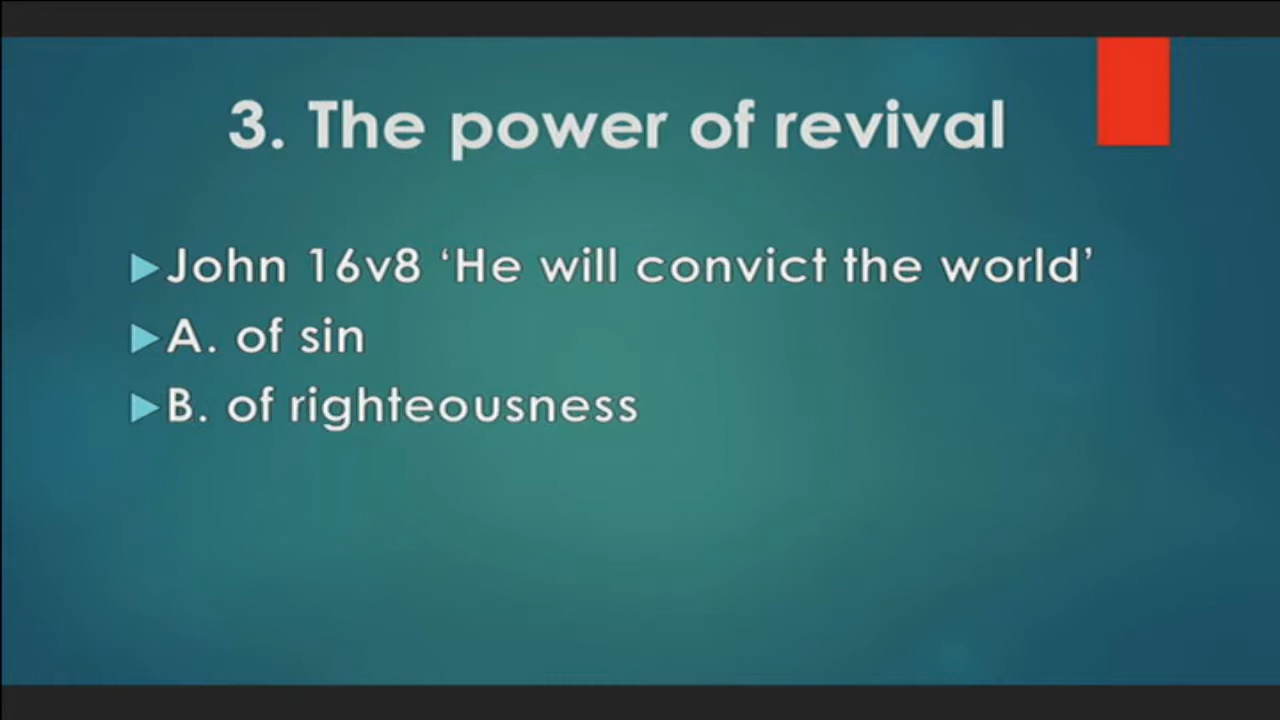 3. The power of revival
John 16v8 ‘He will convict the world’
A. of sin
B. of righteousness